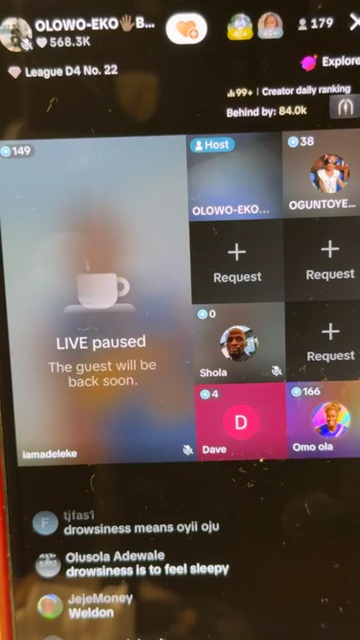 OLOWO-EKO🖐🏿B...
568.3K
179
League D4 No. 22
Explore
99+ | Creator daily ranking
Behind by: 84.0k
149
Host
OLOWO-EKO...
38
OGUNTOYE...
Request
Request
LIVE paused
The guest will be
back soon.
iamadeleke
0
Shola
Request
4
D
Dave
166
Omo ola
F
tjfas1
drowsiness means oyii oju
Olusola Adewale
drowsiness is to feel sleepy
JejeMoney
Weldon